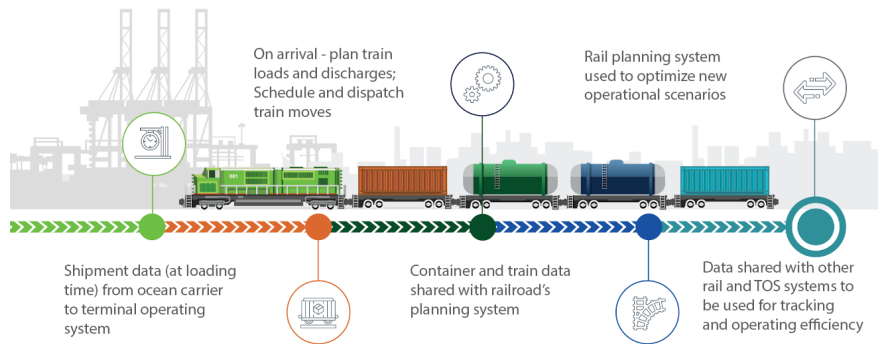 On arrival - plan train
loads and discharges;
Schedule and dispatch
train moves
Rail planning system
used to optimize new
operational scenarios
Shipment data (at loading
time) from ocean carrier
to terminal operating
system
Container and train data
shared with railroad's
planning system
Data shared with other
rail and TOS systems to
be used for tracking
and operating efficiency